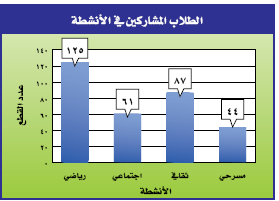 الطلاب المشاركين في الأنشطة
عدد القطع
١٤٠
١٢٠
١٠٠
٨٠
٦٠
٤٠
٢٠
٠
١٢٥
٦١
٨٧
٤٤
رياضي
اجتماعي
ثقافي
مسرحي
الأنشطة